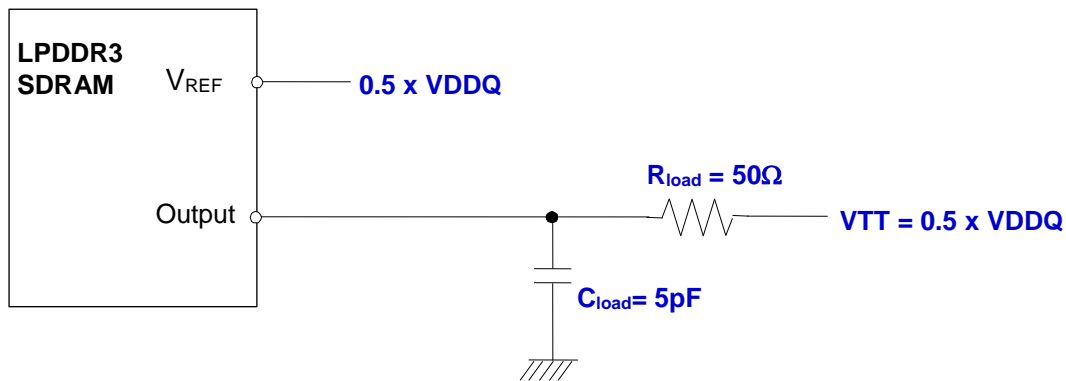 LPDDR3
SDRAM
VREF
0.5 x VDDQ
Output
Rload = 50Ω
VTT = 0.5 x VDDQ
Cload= 5pF